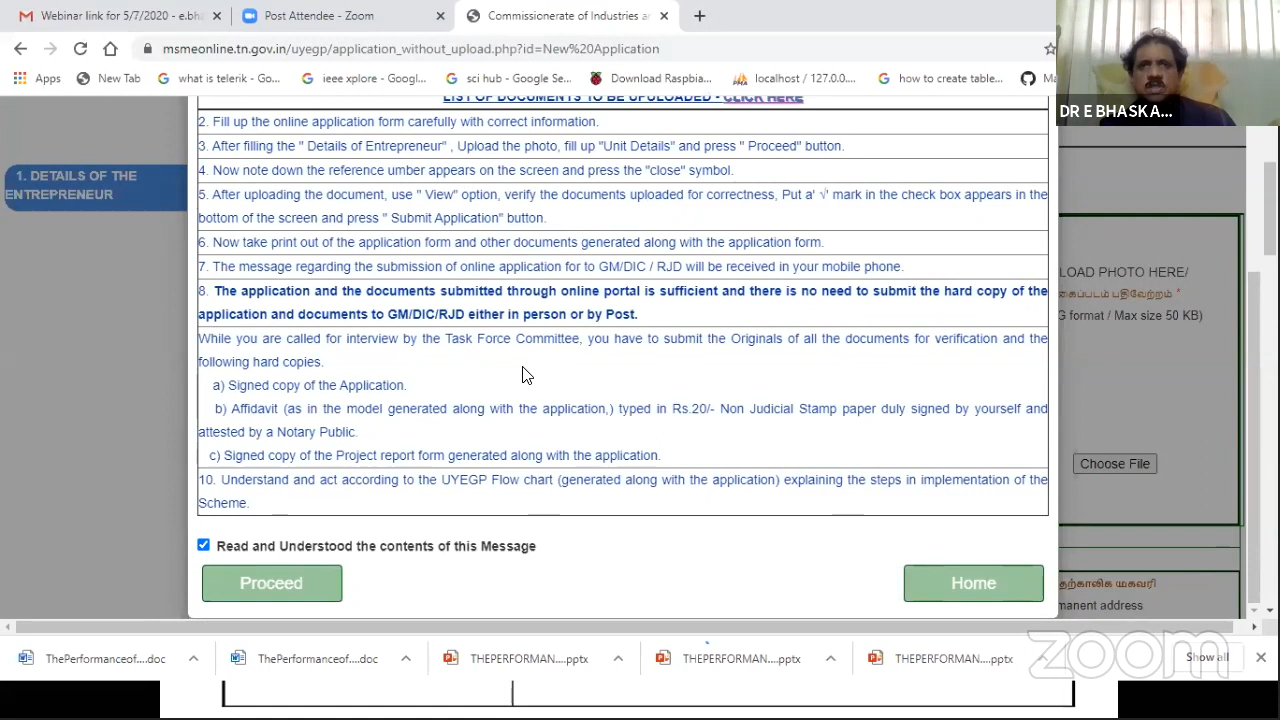 Webinar link for 5/7/2020 - e.bha
Post Attendee - Zoom
Commissionerate of Industries a
msmeonline.tn.gov.in/uyegp/application_without_upload.php?id=New%20Application
Apps
New Tab
what is telerik - Go...
ieee xplore - Googl...
sci hub - Google Se...
Download Raspbia...
localhost / 127.0.0....
how to create table...
DR E BHASK A...
LIST OF DOCUMENTS TO BE UPULOADED - CLICK HERE
2. Fill up the online application form carefully with correct information.
3. After filling the " Details of Entrepreneur" , Upload the photo, fill up "Unit Details" and press " Proceed" button.
4. Now note down the reference umber appears on the screen and press the "close" symbol.
5. After uploading the document, use " View" option, verify the documents uploaded for correctness, Put a' √' mark in the check box appears in the
bottom of the screen and press " Submit Application" button.
6. Now take print out of the application form and other documents generated along with the application form.
7. The message regarding the submission of online application for to GM/DIC / RJD will be received in your mobile phone.
8. The application and the documents submitted through online portal is sufficient and there is no need to submit the hard copy of the
application and documents to GM/DIC/RJD either in person or by Post.
While you are called for interview by the Task Force Committee, you have to submit the Originals of all the documents for verification and the
following hard copies.
a) Signed copy of the Application.
b) Affidavit (as in the model generated along with the application,) typed in Rs.20/- Non Judicial Stamp paper duly signed by yourself and
attested by a Notary Public.
c) Signed copy of the Project report form generated along with the application.
10. Understand and act according to the UYEGP Flow chart (generated along with the application) explaining the steps in implementation of the
Scheme.
Read and Understood the contents of this Message
Proceed
Home
1. DETAILS OF THE
ENTREPRENEUR
LOAD PHOTO HERE/
கைப்படம் பதிவேற்றம் *
G format / Max size 50 KB)
Choose File
தற்காலிக முகவரி
manent address
ThePerformanceof....doc
ThePerformanceof....doc
THEPERFORMAN....pptx
THEPERFORMAN....pptx
THEPERFORMAN....pptx
Show all
zoom